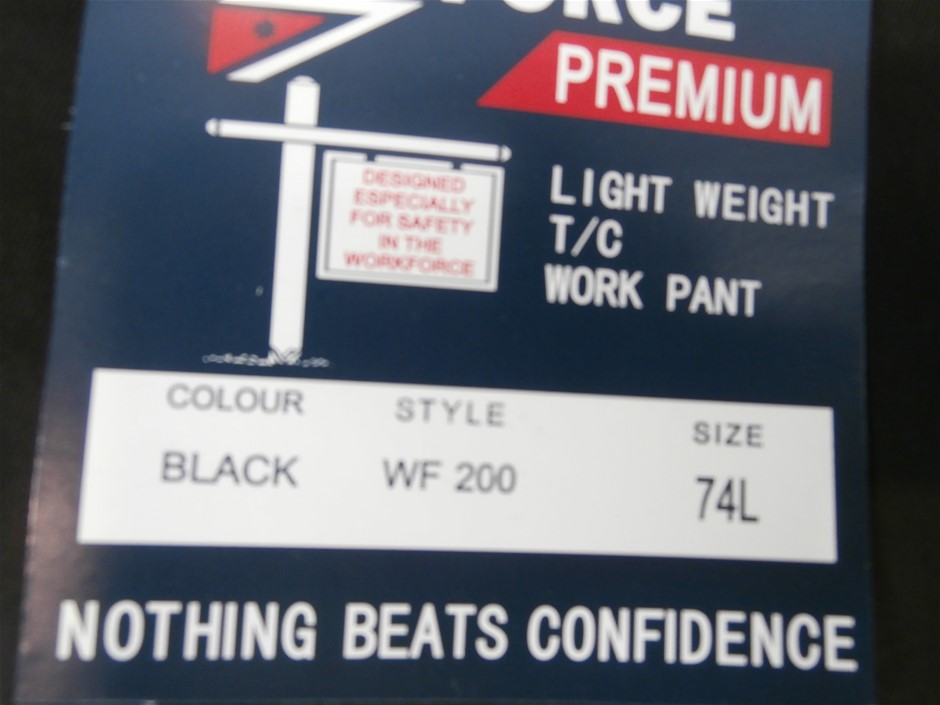 FORCE
PREMIUM
DESIGNED
ESPECIALLY
FOR SAFETY
IN THE
WORKFORCE
LIGHT WEIGHT
T/C
WORK PANT
COLOUR STYLE SIZE
BLACK WF 200 74L
NOTHING BEATS CONFIDENCE